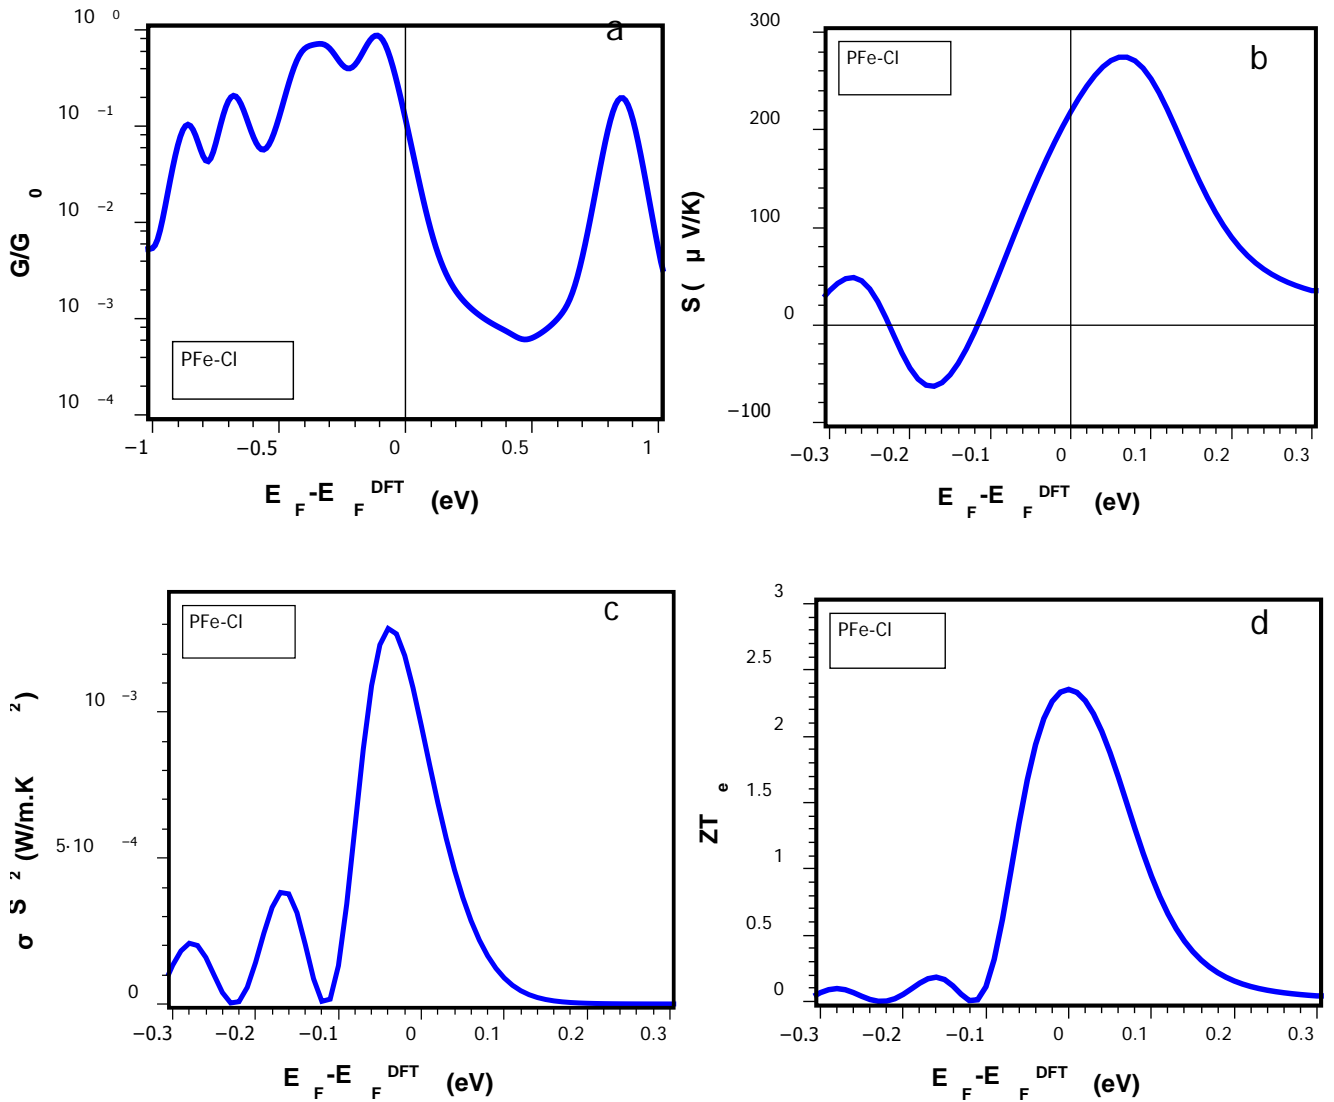 a
10 0
10 −1
10 −2
10 −3
10 −4
G/G 0
PFe-Cl
−1 −0.5 0 0.5 1
E F -E F DFT (eV)
b
300
200
100
0
−100
S ( μ V/K)
PFe-Cl
−0.3 −0.2 −0.1 0 0.1 0.2 0.3
E F -E F DFT (eV)
c
PFe-Cl
10 −3
5·10 −4
0
σ S 2 (W/m.K 2 )
−0.3 −0.2 −0.1 0 0.1 0.2 0.3
E F -E F DFT (eV)
d
PFe-Cl
3
2.5
2
1.5
1
0.5
0
ZT e
−0.3 −0.2 −0.1 0 0.1 0.2 0.3
E F -E F DFT (eV)